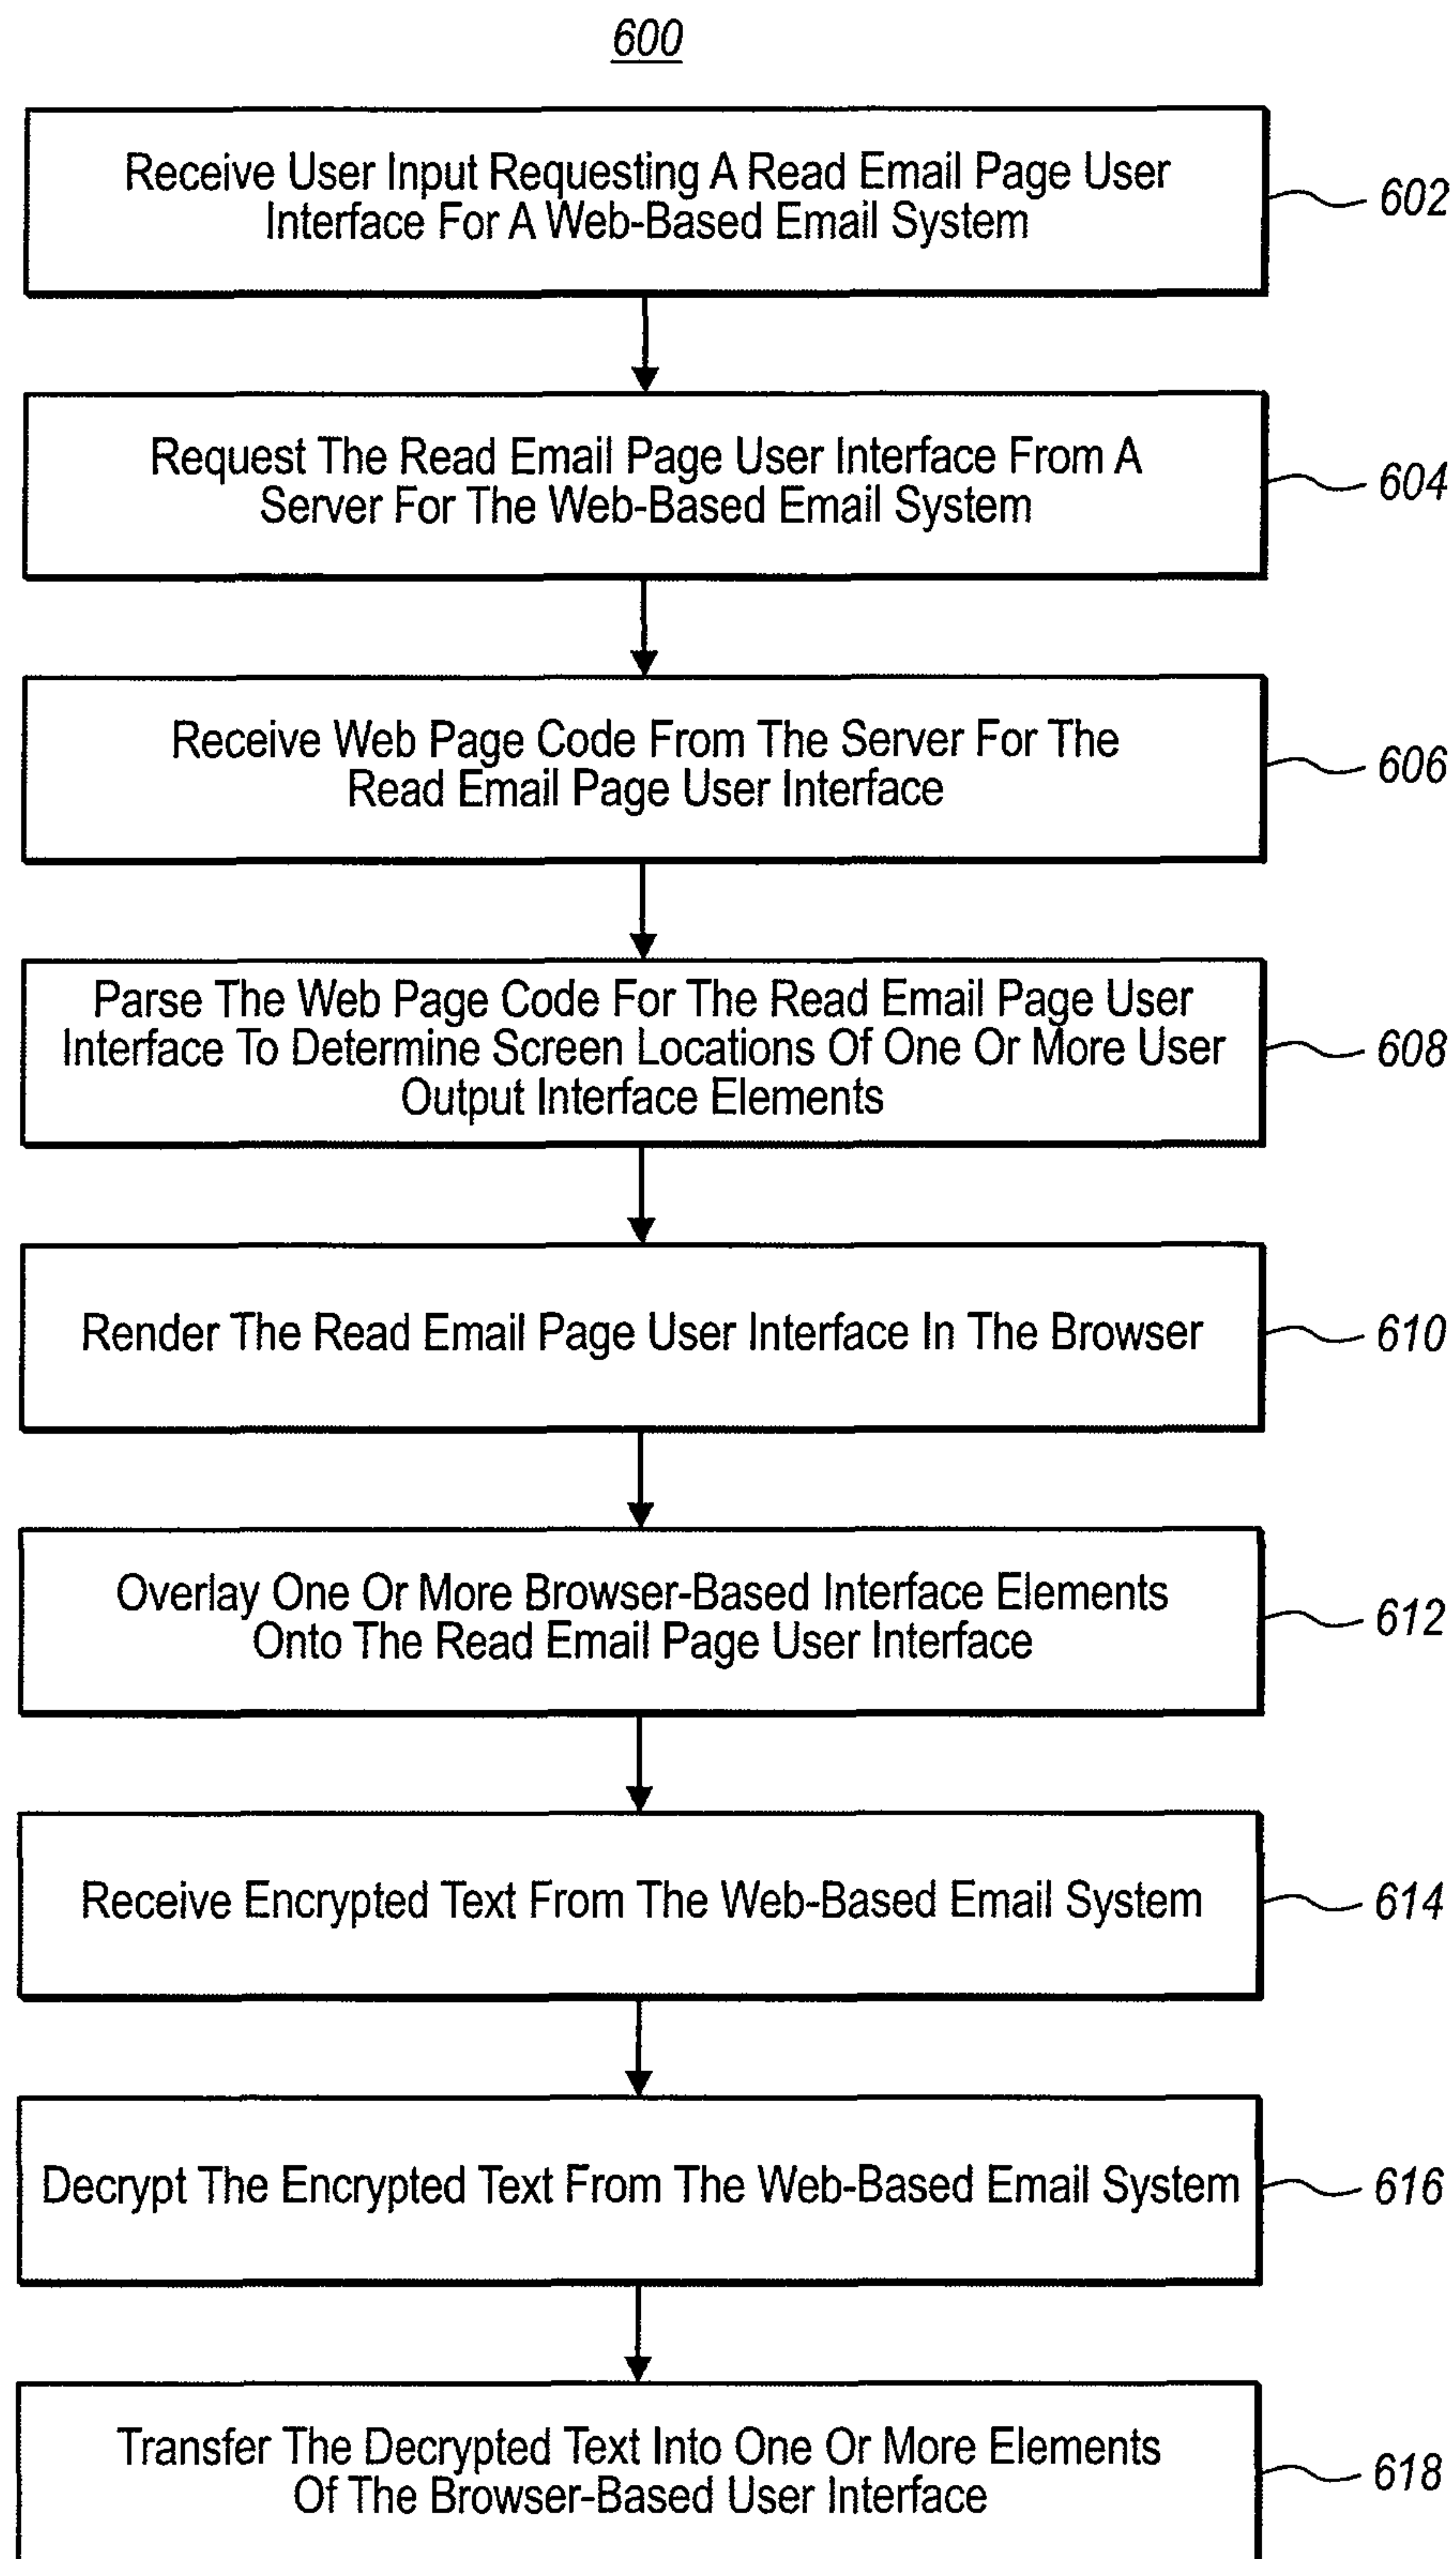 600
Receive User Input Requesting A Read Email Page User
Interface For A Web-Based Email System
602
Request The Read Email Page User Interface From A
Server For The Web-Based Email System
604
Receive Web Page Code From The Server For The
Read Email Page User Interface
606
Parse The Web Page Code For The Read Email Page User
Interface To Determine Screen Locations Of One Or More User
Output Interface Elements
608
Render The Read Email Page User Interface In The Browser
610
Overlay One Or More Browser-Based Interface Elements
Onto The Read Email Page User Interface
612
Receive Encrypted Text From The Web-Based Email System
614
Decrypt The Encrypted Text From The Web-Based Email System
616
Transfer The Decrypted Text Into One Or More Elements
Of The Browser-Based User Interface
618